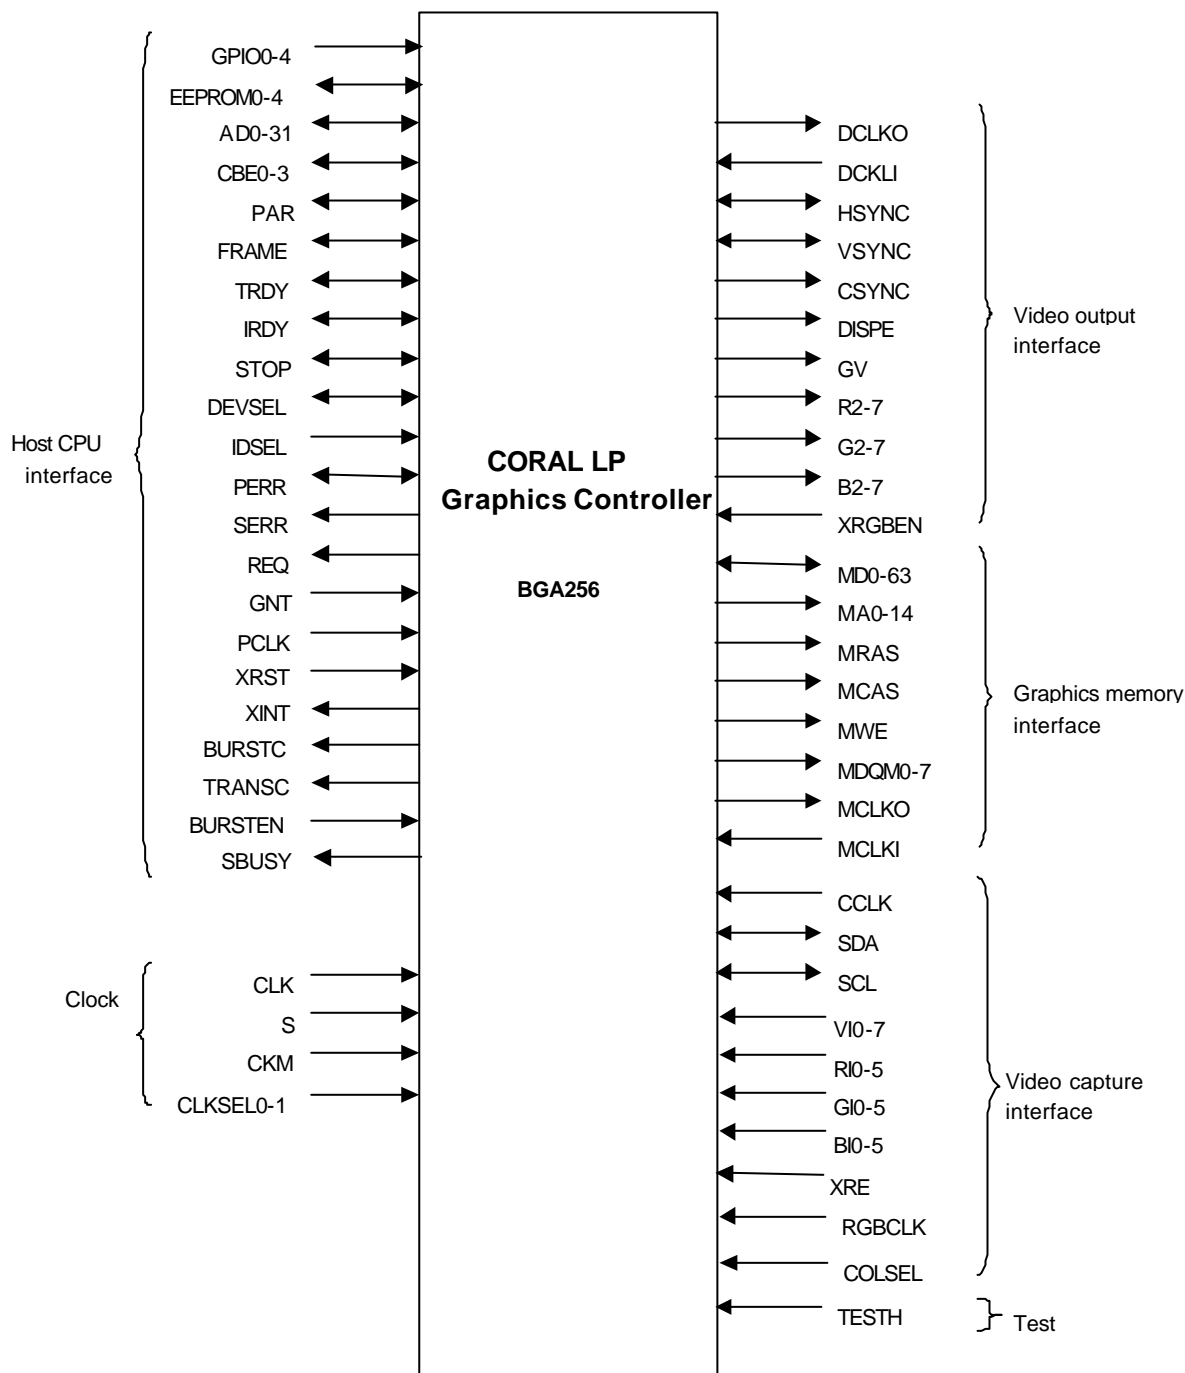 GPIO0-4
EEPROM0-4
AD0-31
CBE0-3
PAR
FRAME
TRDY
IRDY
STOP
DEVSEL
IDSEL
PERR
SERR
REQ
GNT
PCLK
XRST
XINT
BURSTC
TRANSC
BURSTEN
SBUSY
Host CPU
interface
CLK
S
CKM
CLKSEL0-1
Clock
CORAL LP
Graphics Controller
BGA256
DCLKO
DCKLI
HSYNC
VSYNC
CSYNC
DISPE
GV
R2-7
G2-7
B2-7
XRGBEN
Video output
interface
MD0-63
MA0-14
MRAS
MCAS
MWE
MDQM0-7
MCLKO
MCLKI
Graphics memory
interface
CCLK
SDA
SCL
VI0-7
RI0-5
GI0-5
BI0-5
XRE
RGBCLK
COLSEL
Video capture
interface
TESTH
Test